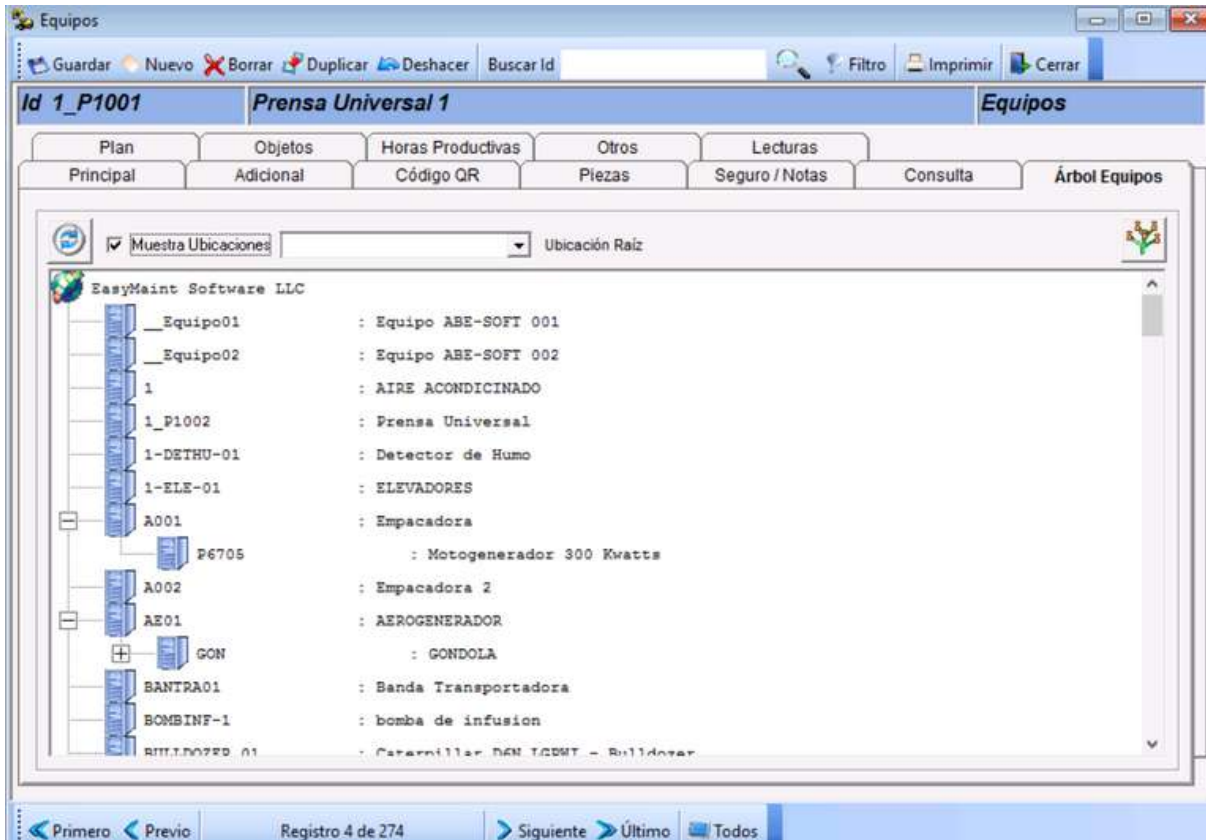 Equipos
Guardar Nuevo Borrar Duplicar Deshacer Buscar Id Filtro Imprimir Cerrar
Id 1_P1001 Prensa Universal 1 Equipos
Plan Objetos Horas Productivas Otros Lecturas
Principal Adicional Código QR Piezas Seguro / Notas Consulta Árbol Equipos
Muestra Ubicaciones Ubicación Raíz
EasyMaint Software LLC
__Equipo01 : Equipo ABE-SOFT 001
__Equipo02 : Equipo ABE-SOFT 002
1 : AIRE ACONDICINADO
1_P1002 : Prensa Universal
1-DETHU-01 : Detector de Humo
1-ELE-01 : ELEVADORES
A001 : Empacadora
P6705 : Motogenerador 300 Kwatts
A002 : Empacadora 2
AE01 : AEROGENERADOR
GON : GONDOLA
BANTRA01 : Banda Transportadora
BOMBINF-1 : bomba de infusion
BULLDOZER 01 : Caterpillar D6N - Bulldozer
Primero Previo Registro 4 de 274 Siguiente Último Todos